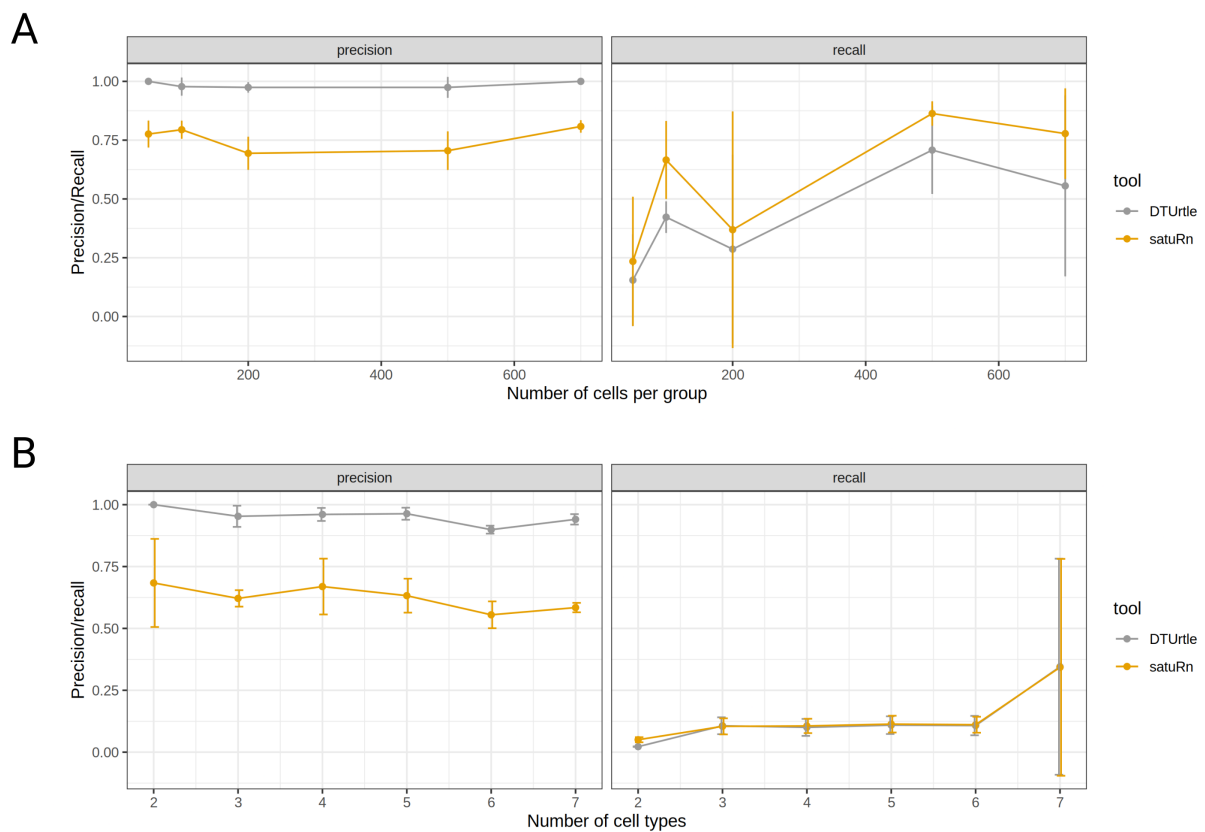 A
precision
recall
1.00
0.75
0.50
0.25
0.00
Precision/Recall
200
400
600
200
400
600
Number of cells per group
tool
DTUrtle
satuRn
B
precision
recall
1.00
0.75
0.50
0.25
0.00
Precision/recall
2
3
4
5
6
7
2
3
4
5
6
7
Number of cell types
tool
DTUrtle
satuRn